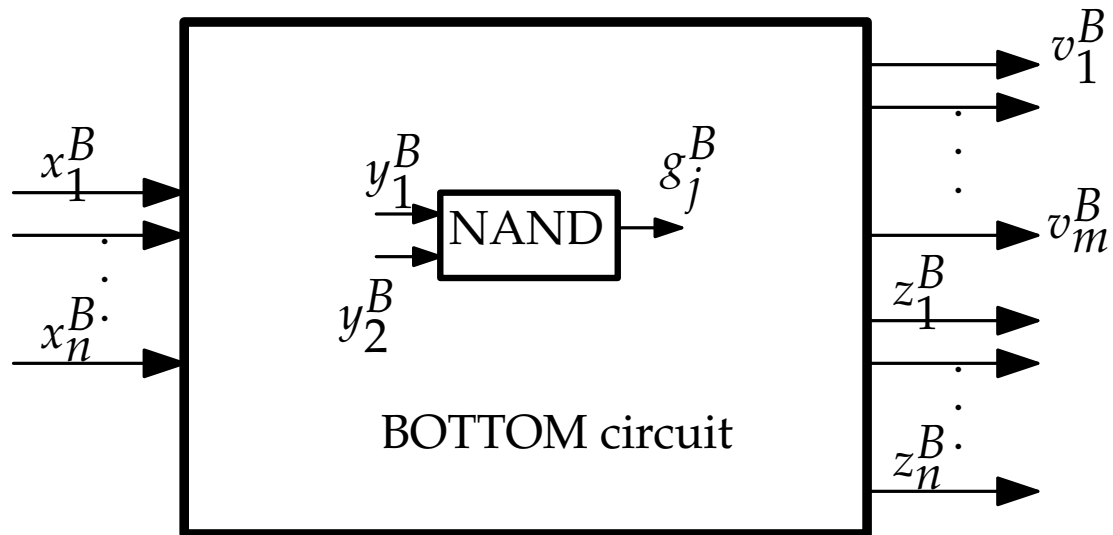 v_1^B
x_1^B
y_1^B
g_j^B
NAND
v_m^B
z_1^B
x_n^B
y_2^B
BOTTOM circuit
z_n^B